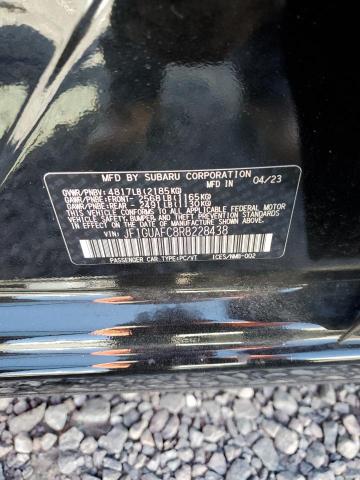 MFD BY SUBARU CORPORATION 04/23
GVWR/PNBV: 4817LB(2185KG)
GAWR/PNBE:FRONT- 2568LB(1165KG)
GAWR/PNBE:REAR- 2491LB(1130KG)
THIS VEHICLE CONFORMS TO ALL APPLICABLE FEDERAL MOTOR
VEHICLE SAFETY, BUMPER, AND THEFT PREVENTION STANDARDS
IN EFFECT ON THE DATE OF MANUFACTURE SHOWN ABOVE.
VIN: JF1GUAFC8R8228438
PASSENGER CAR TYPE:PC/VT ICES/NMB-002